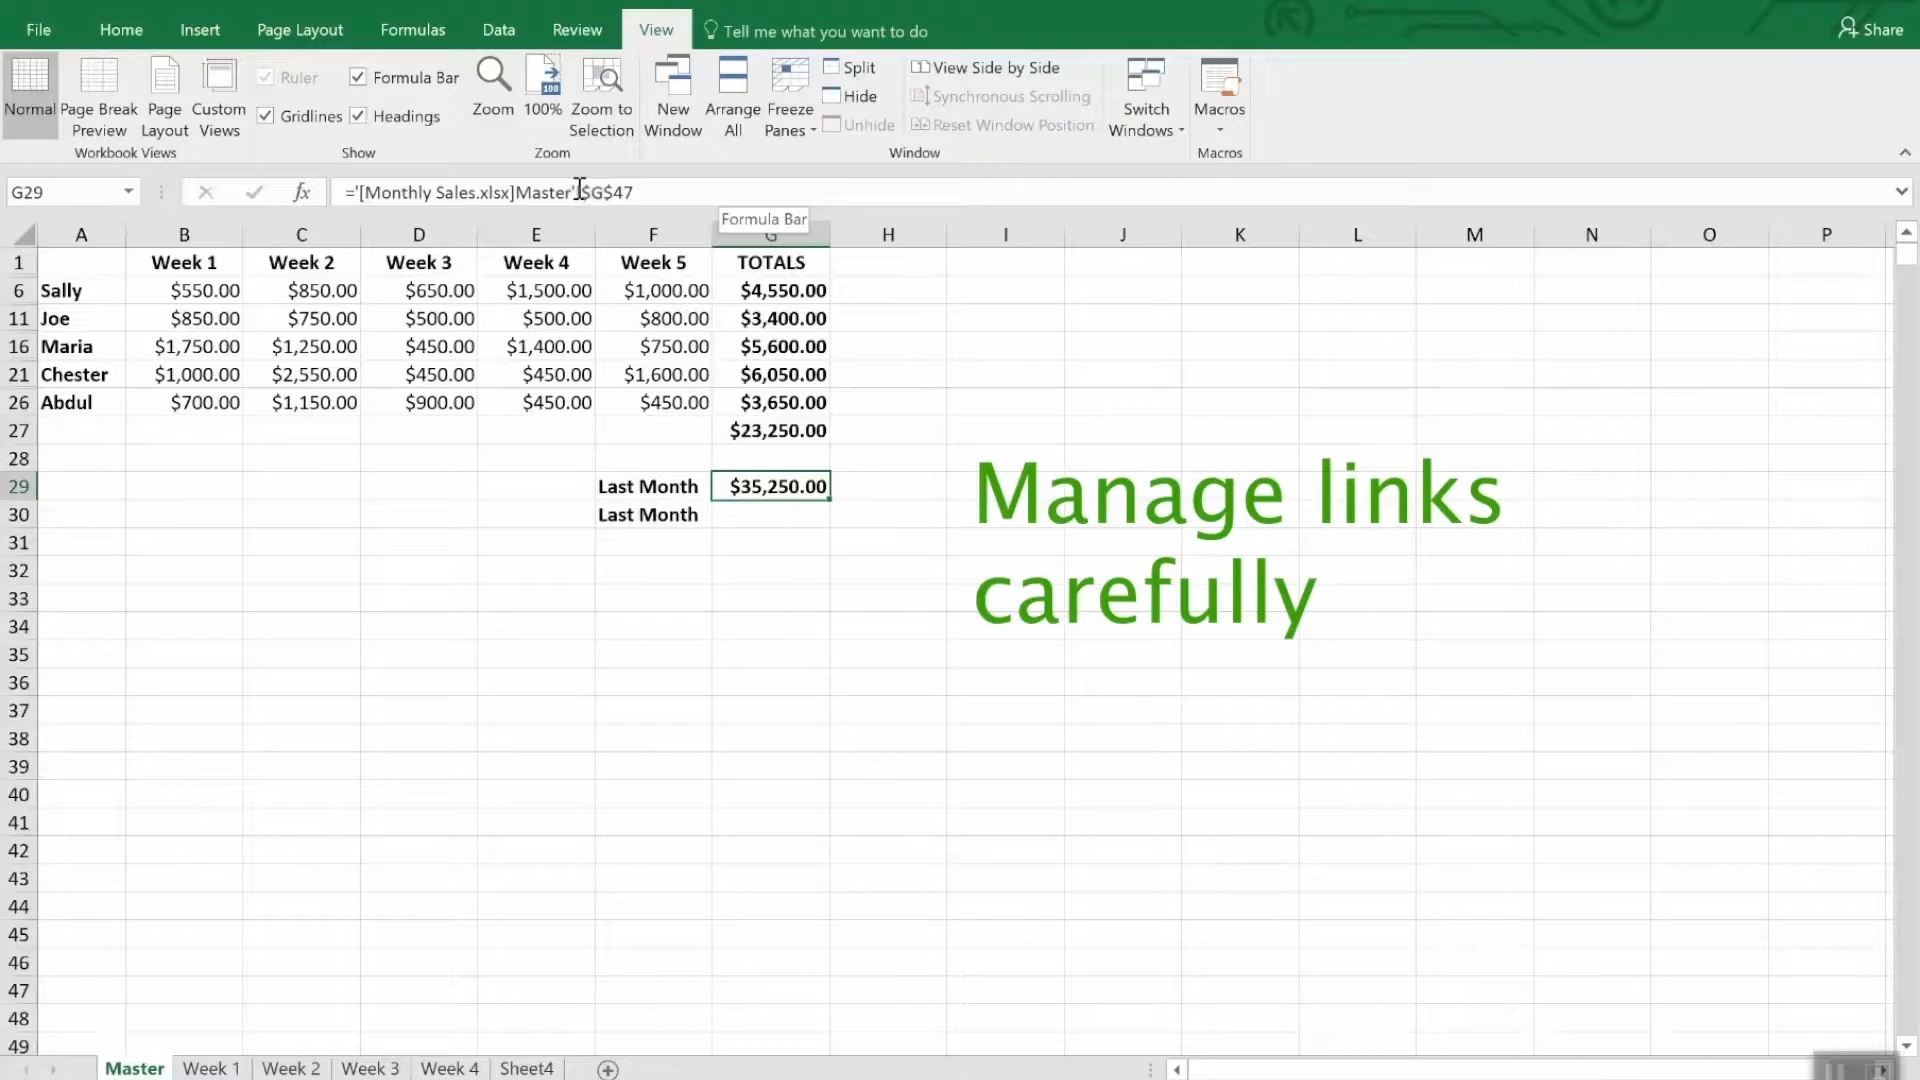 File Home Insert Page Layout Formulas Data Review View Tell me what you want to do Share
Normal Page Break Preview Page Layout Custom Views Ruler Formula Bar Gridlines Headings Zoom 100% Zoom to Selection New Window Arrange All Freeze Panes Split Hide Unhide View Side by Side Synchronous Scrolling Reset Window Position Switch Windows Macros
Workbook Views Show Zoom Window Macros
G29 fx ='[Monthly Sales.xlsx]Master'!$G$47
Formula Bar
A B C D E F G H I J K L M N O P
1 Week 1 Week 2 Week 3 Week 4 Week 5 TOTALS
6 Sally $550.00 $850.00 $650.00 $1,500.00 $1,000.00 $4,550.00
11 Joe $850.00 $750.00 $500.00 $500.00 $800.00 $3,400.00
16 Maria $1,750.00 $1,250.00 $450.00 $1,400.00 $750.00 $5,600.00
21 Chester $1,000.00 $2,550.00 $450.00 $450.00 $1,600.00 $6,050.00
26 Abdul $700.00 $1,150.00 $900.00 $450.00 $450.00 $3,650.00
27 $23,250.00
28
29 Last Month $35,250.00
30 Last Month
Manage links
carefully
31
32
33
34
35
36
37
38
39
40
41
42
43
44
45
46
47
48
49
Master Week 1 Week 2 Week 3 Week 4 Sheet4